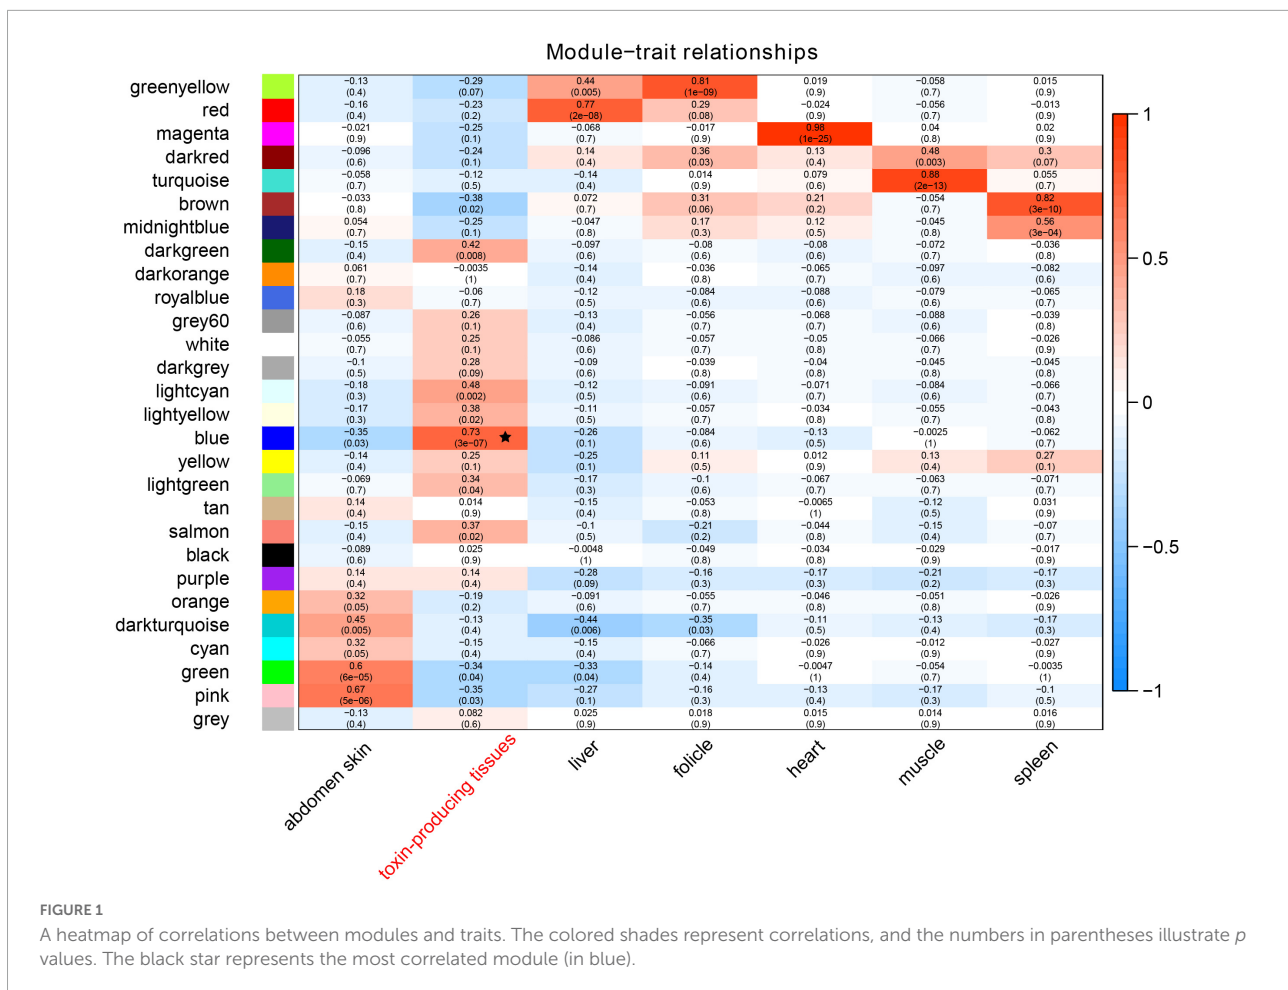 Module−trait relationships
greenyellow −0.13 −0.29 0.44 0.81 0.019 −0.058 0.015
(0.4) (0.07) (0.005) (1e−09) (0.9) (0.7) (0.9)
red −0.16 −0.23 0.77 0.29 −0.024 −0.056 −0.013
(0.4) (0.2) (2e−08) (0.08) (0.9) (0.7) (0.9)
magenta −0.021 −0.25 −0.068 −0.017 0.98 0.04 0.02
(0.9) (0.1) (0.7) (0.9) (1e−25) (0.8) (0.9)
darkred −0.096 −0.24 0.14 0.36 0.13 0.48 0.3
(0.6) (0.1) (0.4) (0.03) (0.4) (0.003) (0.07)
turquoise −0.058 −0.12 −0.14 0.014 0.079 0.88 0.055
(0.7) (0.5) (0.4) (0.9) (0.6) (2e−13) (0.7)
brown −0.033 −0.38 0.072 0.31 0.21 −0.054 0.82
(0.8) (0.02) (0.7) (0.06) (0.2) (0.7) (3e−10)
midnightblue 0.054 −0.25 −0.047 0.17 0.12 −0.045 0.56
(0.7) (0.1) (0.8) (0.3) (0.5) (0.8) (3e−04)
darkgreen −0.15 0.42 −0.097 −0.08 −0.08 −0.072 −0.036
(0.4) (0.008) (0.6) (0.6) (0.6) (0.7) (0.8)
darkorange 0.061 −0.0035 −0.14 −0.036 −0.065 −0.097 −0.082
(0.7) (1) (0.4) (0.8) (0.7) (0.6) (0.6)
royalblue 0.18 −0.06 −0.12 −0.084 −0.088 −0.079 −0.065
(0.3) (0.7) (0.5) (0.6) (0.6) (0.6) (0.7)
grey60 −0.087 0.26 −0.13 −0.056 −0.068 −0.088 −0.039
(0.6) (0.1) (0.4) (0.7) (0.7) (0.6) (0.8)
white −0.055 0.25 −0.086 −0.057 −0.05 −0.066 −0.026
(0.7) (0.1) (0.6) (0.7) (0.8) (0.7) (0.9)
darkgrey −0.1 0.28 −0.09 −0.039 −0.04 −0.045 −0.045
(0.5) (0.09) (0.6) (0.8) (0.8) (0.8) (0.8)
lightcyan −0.18 0.48 −0.12 −0.091 −0.071 −0.084 −0.066
(0.3) (0.002) (0.5) (0.6) (0.7) (0.6) (0.7)
lightyellow −0.17 0.38 −0.11 −0.057 −0.034 −0.055 −0.043
(0.3) (0.02) (0.5) (0.7) (0.8) (0.7) (0.8)
blue −0.35 0.73 −0.26 −0.084 −0.13 −0.0025 −0.062
(0.03) (3e−07) ★ (0.1) (0.6) (0.5) (1) (0.7)
yellow −0.14 0.25 −0.25 0.11 0.012 0.13 0.27
(0.4) (0.1) (0.1) (0.5) (0.9) (0.4) (0.1)
lightgreen −0.069 0.34 −0.17 −0.1 −0.067 −0.063 −0.071
(0.7) (0.04) (0.3) (0.6) (0.7) (0.7) (0.7)
tan 0.14 0.014 −0.15 −0.053 −0.0065 −0.12 0.031
(0.4) (0.9) (0.4) (0.8) (1) (0.5) (0.9)
salmon −0.15 0.37 −0.1 −0.21 −0.044 −0.15 −0.07
(0.4) (0.02) (0.5) (0.2) (0.8) (0.4) (0.7)
black −0.089 0.025 −0.0048 −0.049 −0.034 −0.029 −0.017
(0.6) (0.9) (1) (0.8) (0.8) (0.9) (0.9)
purple 0.14 0.14 −0.28 −0.16 −0.17 −0.21 −0.17
(0.4) (0.4) (0.09) (0.3) (0.3) (0.2) (0.3)
orange 0.32 −0.19 −0.091 −0.055 −0.046 −0.051 −0.026
(0.05) (0.2) (0.6) (0.7) (0.8) (0.8) (0.9)
darkturquoise 0.45 −0.13 −0.44 −0.35 −0.11 −0.13 −0.17
(0.005) (0.4) (0.006) (0.03) (0.5) (0.4) (0.3)
cyan 0.32 −0.15 −0.15 −0.066 −0.026 −0.012 −0.027
(0.05) (0.4) (0.4) (0.7) (0.9) (0.9) (0.9)
green 0.6 −0.34 −0.33 −0.14 −0.0047 −0.054 −0.0035
(6e−05) (0.04) (0.04) (0.4) (1) (0.7) (1)
pink 0.67 −0.35 −0.27 −0.16 −0.13 −0.17 −0.1
(5e−06) (0.03) (0.1) (0.3) (0.4) (0.3) (0.5)
grey −0.13 0.082 0.025 0.018 0.015 0.014 0.016
(0.4) (0.6) (0.9) (0.9) (0.9) (0.9) (0.9)
1
0.5
0
−0.5
−1
abdomen skin
toxin-producing tissues
liver
folicle
heart
muscle
spleen
FIGURE 1
A heatmap of correlations between modules and traits. The colored shades represent correlations, and the numbers in parentheses illustrate p
values. The black star represents the most correlated module (in blue).